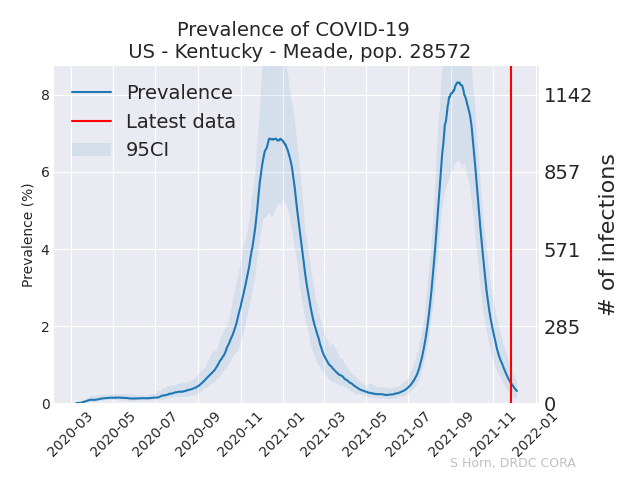 Prevalence of COVID-19
US - Kentucky - Meade, pop. 28572
Prevalence
Latest data
95CI
Prevalence (%)
8
6
4
2
0
1142
857
571
285
0
# of infections
2020-03
2020-05
2020-07
2020-09
2020-11
2021-01
2021-03
2021-05
2021-07
2021-09
2021-11
2022-01
S Horn, DRDC CORA